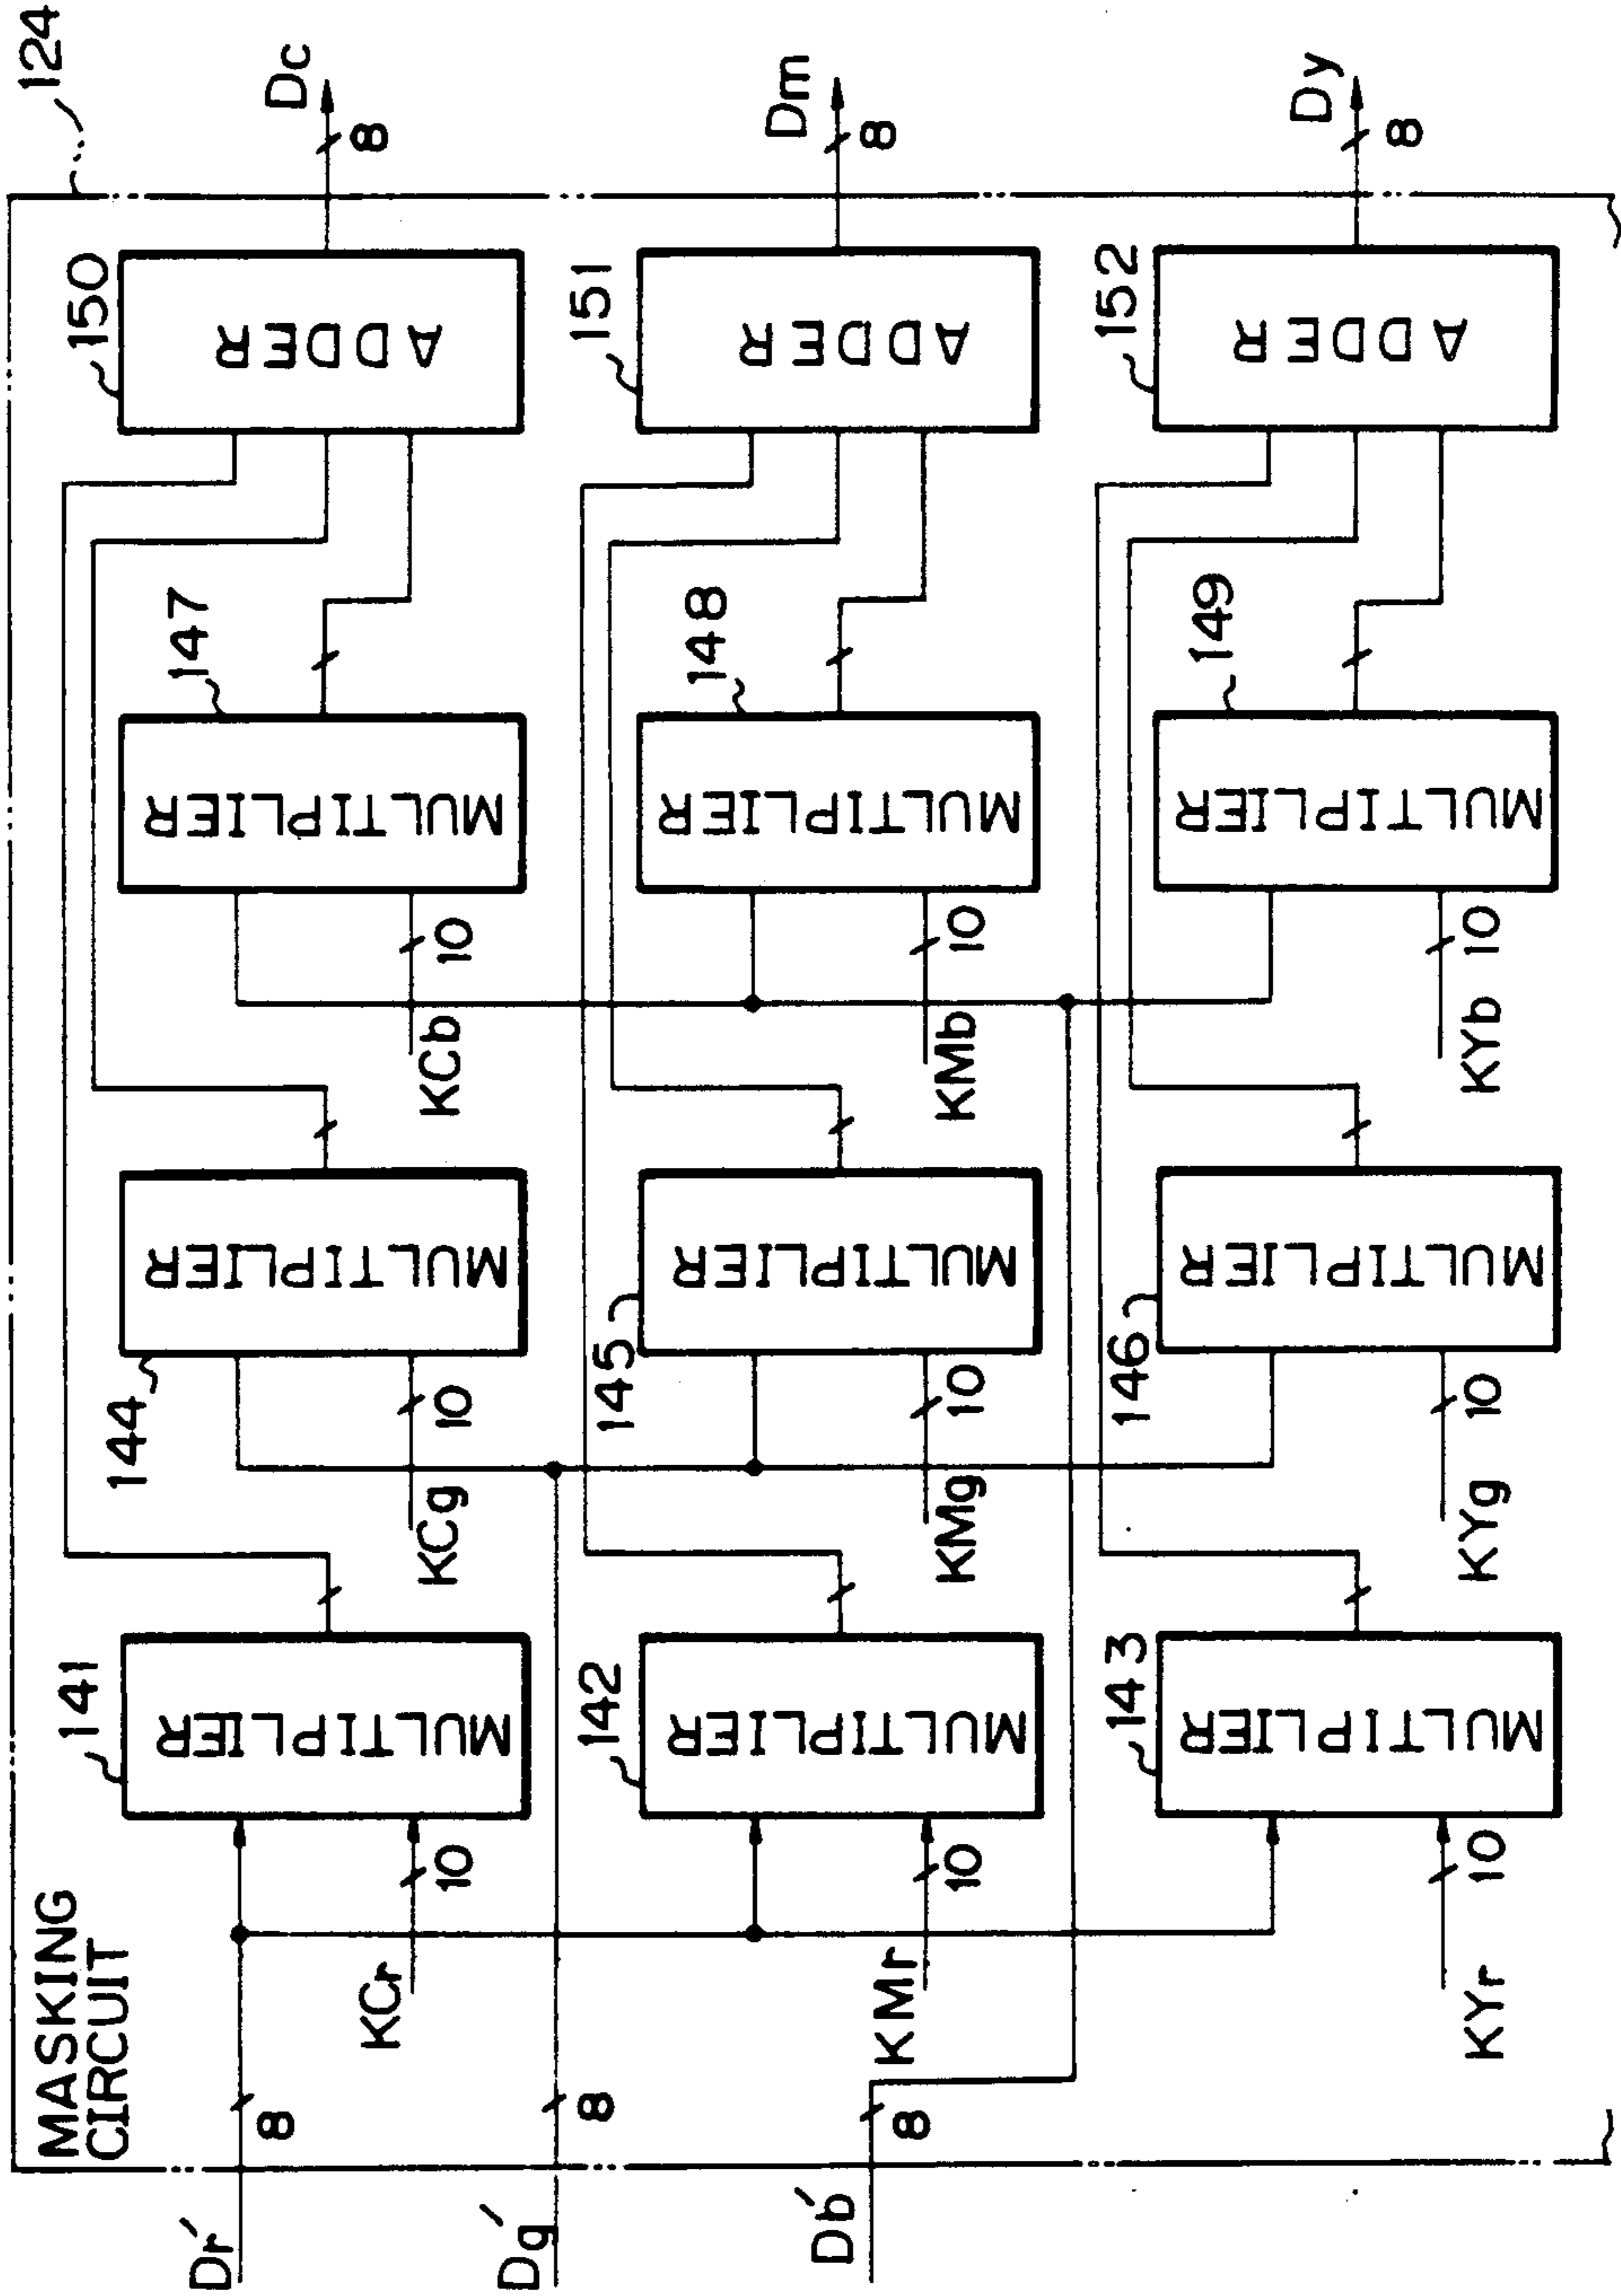 124
MASKING
CIRCUIT
Dr′
8
KCr
10
141
MULTIPLIER
144
MULTIPLIER
KCg
10
147
MULTIPLIER
KCb
10
150
ADDER
Dc
8
Dg′
8
KMr
10
142
MULTIPLIER
145
MULTIPLIER
KMg
10
148
MULTIPLIER
KMb
10
151
ADDER
Dm
8
Db′
8
KYr
10
143
MULTIPLIER
146
MULTIPLIER
KYg
10
149
MULTIPLIER
KYb
10
152
ADDER
Dy
8